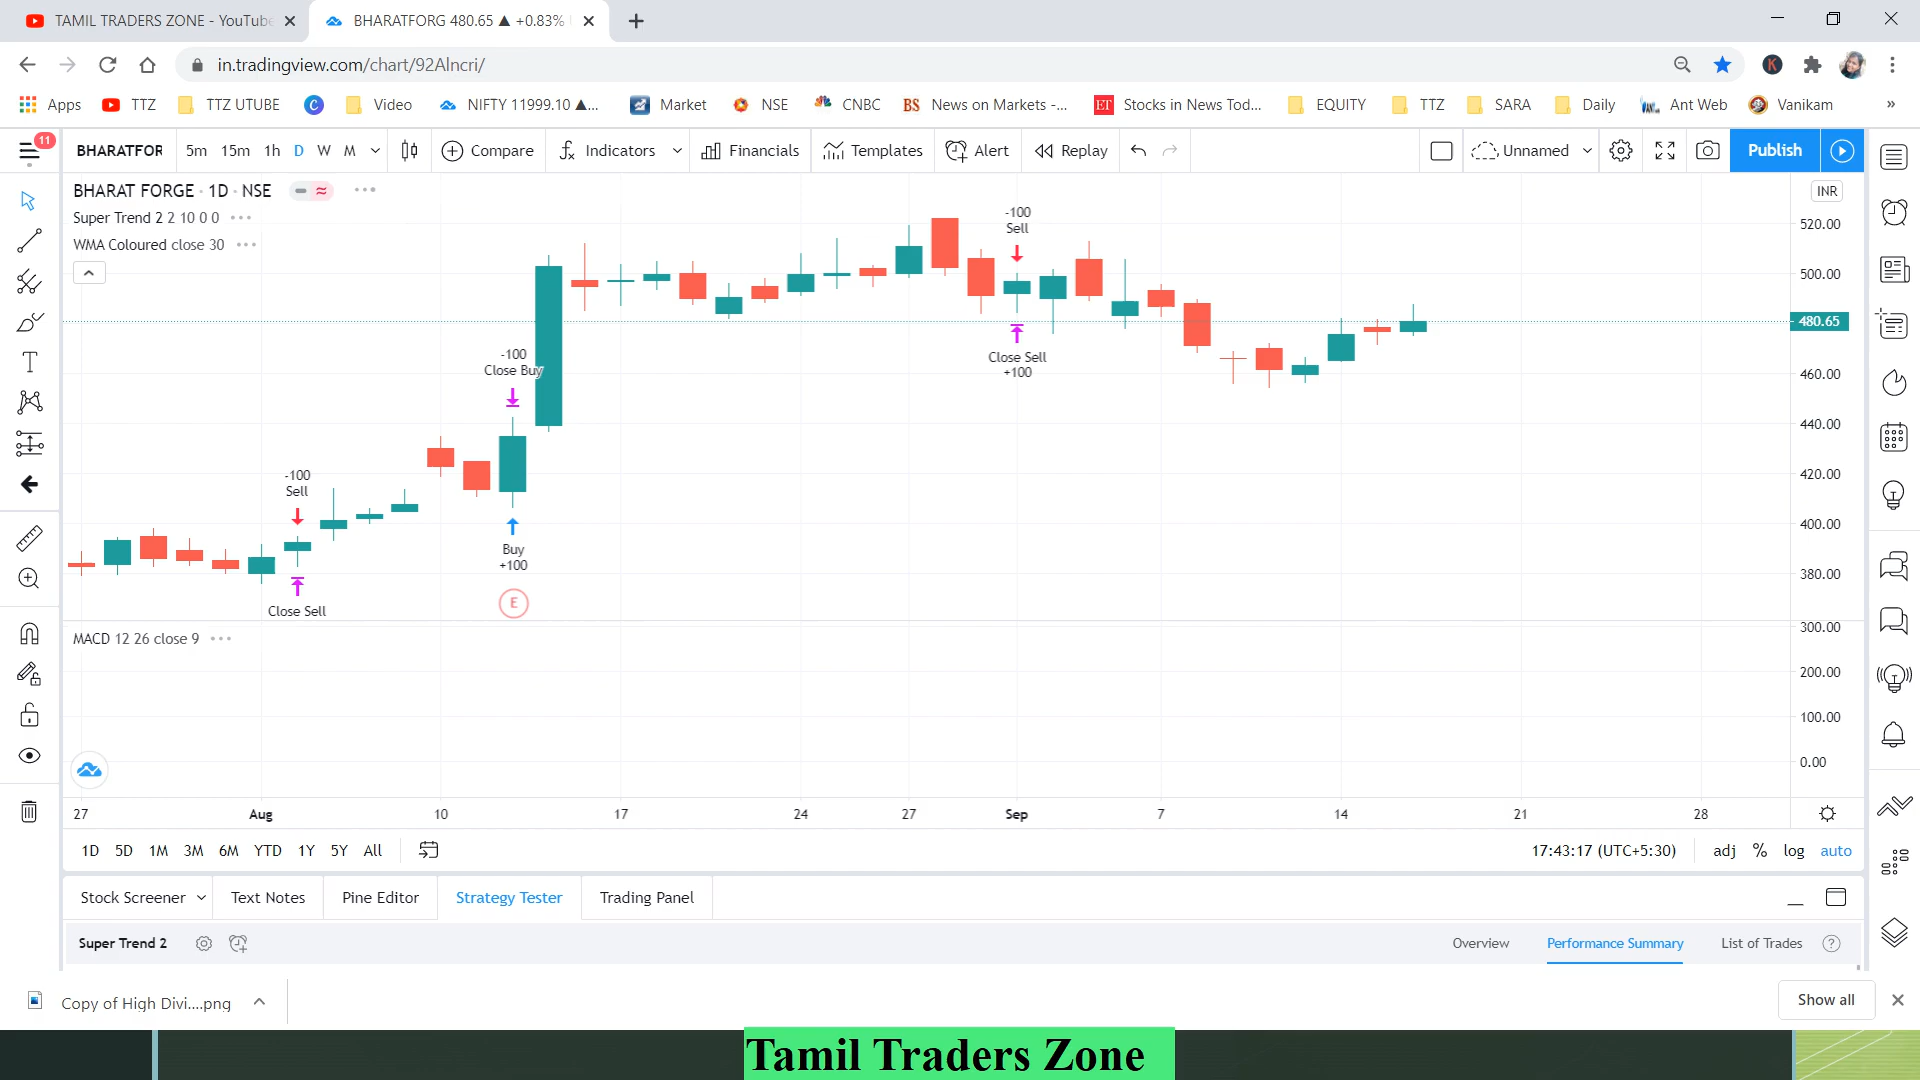 TAMIL TRADERS ZONE - YouTube
BHARATFORG 480.65 ▲ +0.83%
in.tradingview.com/chart/92Alncri/
K
Apps
TTZ
TTZ UTUBE
C
Video
NIFTY 11999.10 ▲...
Market
NSE
CNBC
BS News on Markets -...
ET Stocks in News Tod...
EQUITY
TTZ
SARA
Daily
Ant Web
Vanikam
»
11
BHARATFOR
5m 15m 1h D W M
Compare
Indicators
Financials
Templates
Alert
Replay
Unnamed
Publish
BHARAT FORGE · 1D · NSE
INR
Super Trend 2 2 10 0 0
WMA Coloured close 30
-100
Sell
Close Sell
-100
Close Buy
Buy
+100
E
-100
Sell
Close Sell
+100
520.00
500.00
480.65
460.00
440.00
420.00
400.00
380.00
MACD 12 26 close 9
300.00
200.00
100.00
0.00
27 Aug 10 17 24 27 Sep 7 14 21 28
1D 5D 1M 3M 6M YTD 1Y 5Y All
17:43:17 (UTC+5:30) adj % log auto
Stock Screener Text Notes Pine Editor Strategy Tester Trading Panel
Super Trend 2
Overview Performance Summary List of Trades ?
Copy of High Divi....png
Show all
Tamil Traders Zone